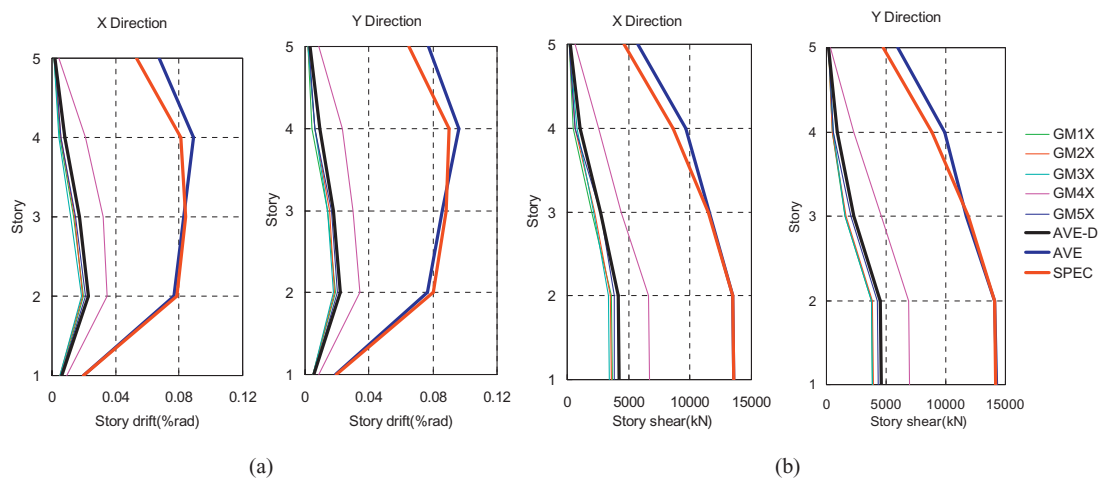 (a)
(b)
X Direction
Story
5
4
3
2
1
0
0.04
0.08
0.12
Story drift(%rad)
Y Direction
5
4
3
2
1
0
0.04
0.08
0.12
Story drift(%rad)
X Direction
Story
5
4
3
2
1
0
5000
10000
15000
Story shear(kN)
Y Direction
5
4
3
2
1
0
5000
10000
15000
Story shear(kN)
GM1X
GM2X
GM3X
GM4X
GM5X
AVE-D
AVE
SPEC
(a)
(b)